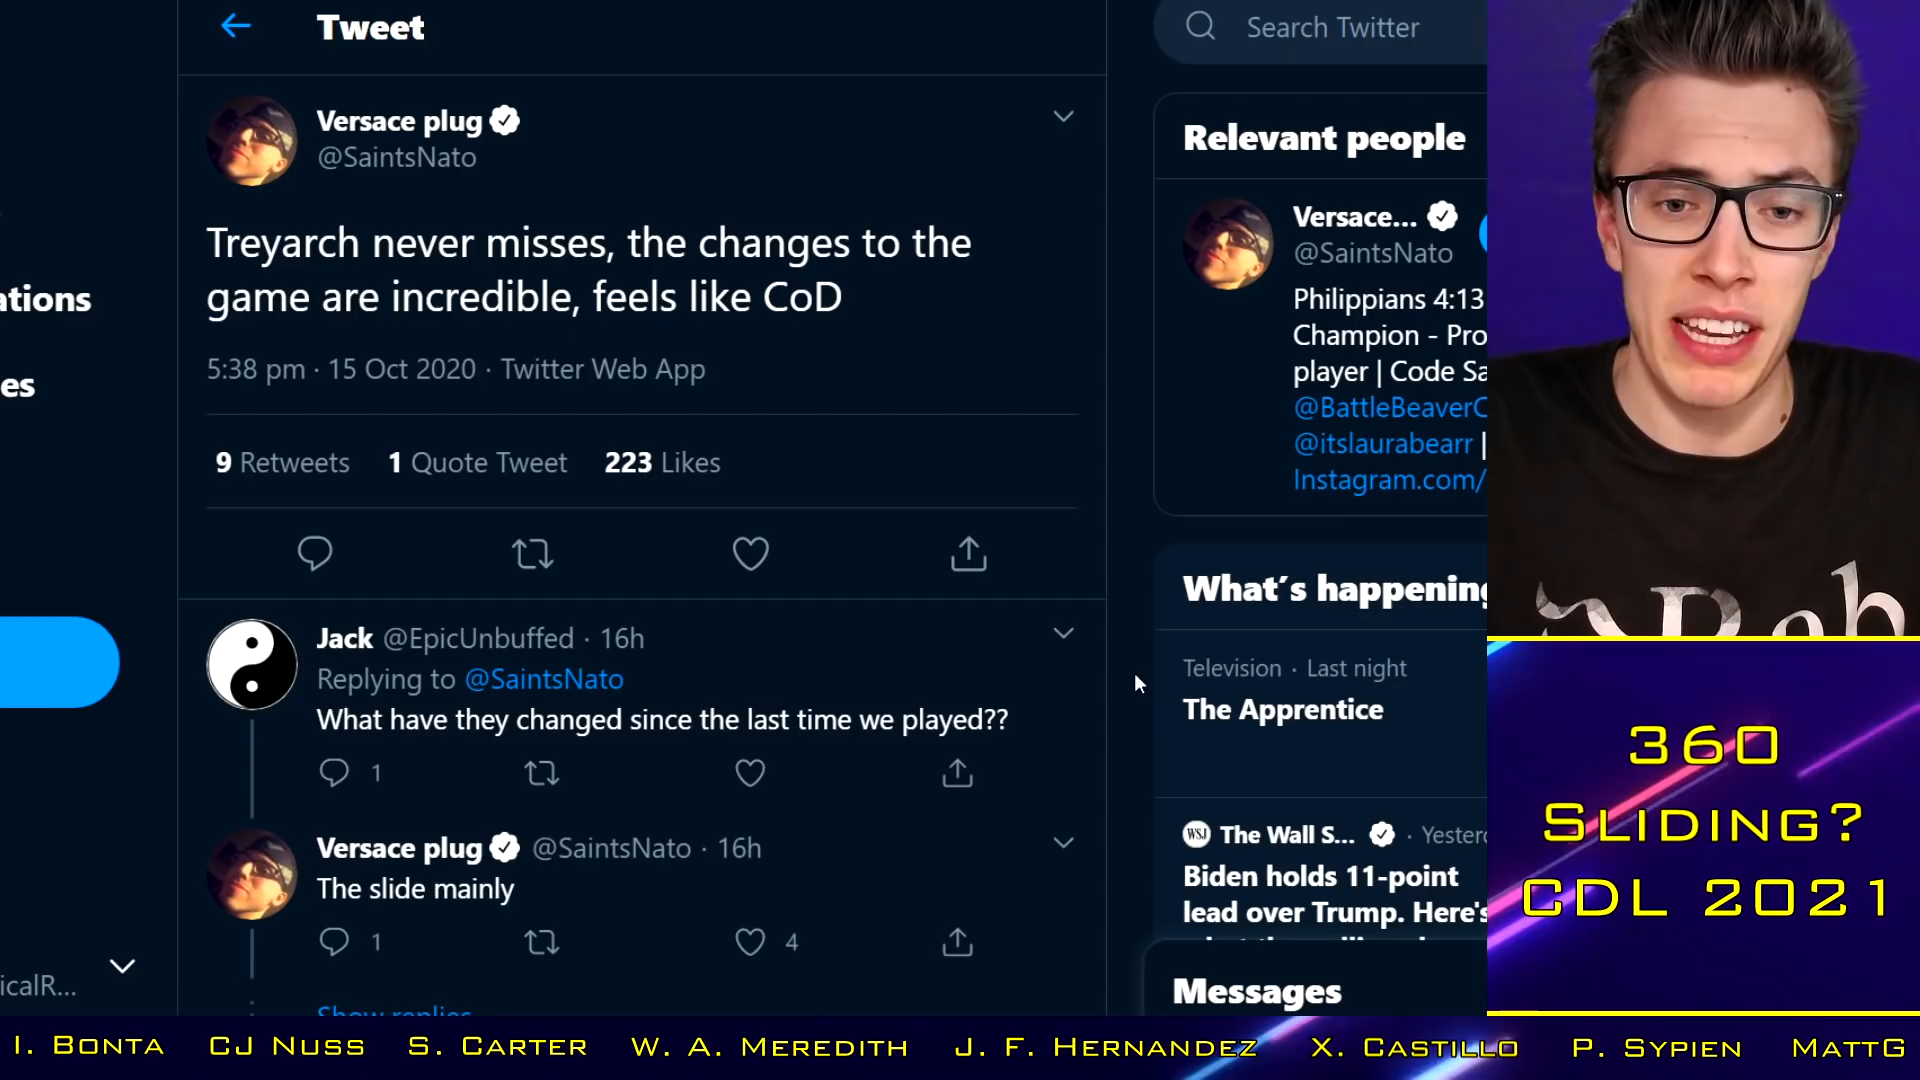 Tweet
Search Twitter
Versace plug
@SaintsNato
Treyarch never misses, the changes to the
game are incredible, feels like CoD
5:38 pm · 15 Oct 2020 · Twitter Web App
9 Retweets 1 Quote Tweet 223 Likes
Jack @EpicUnbuffed · 16h
Replying to @SaintsNato
What have they changed since the last time we played??
1
Versace plug @SaintsNato · 16h
The slide mainly
1 4
Show replies
ations
es
icalR...
Relevant people
Versace...
@SaintsNato
Philippians 4:13
Champion - Pro
player | Code Sa
@BattleBeaverC
@itslaurabearr |
Instagram.com/
What's happening
Television · Last night
The Apprentice
WSJ The Wall S... · Yesterd
Biden holds 11-point
lead over Trump. Here's
Messages
360
SLIDING?
CDL 2021
I. BONTA CJ NUSS S. CARTER W. A. MEREDITH J. F. HERNANDEZ X. CASTILLO P. SYPIEN MATTG